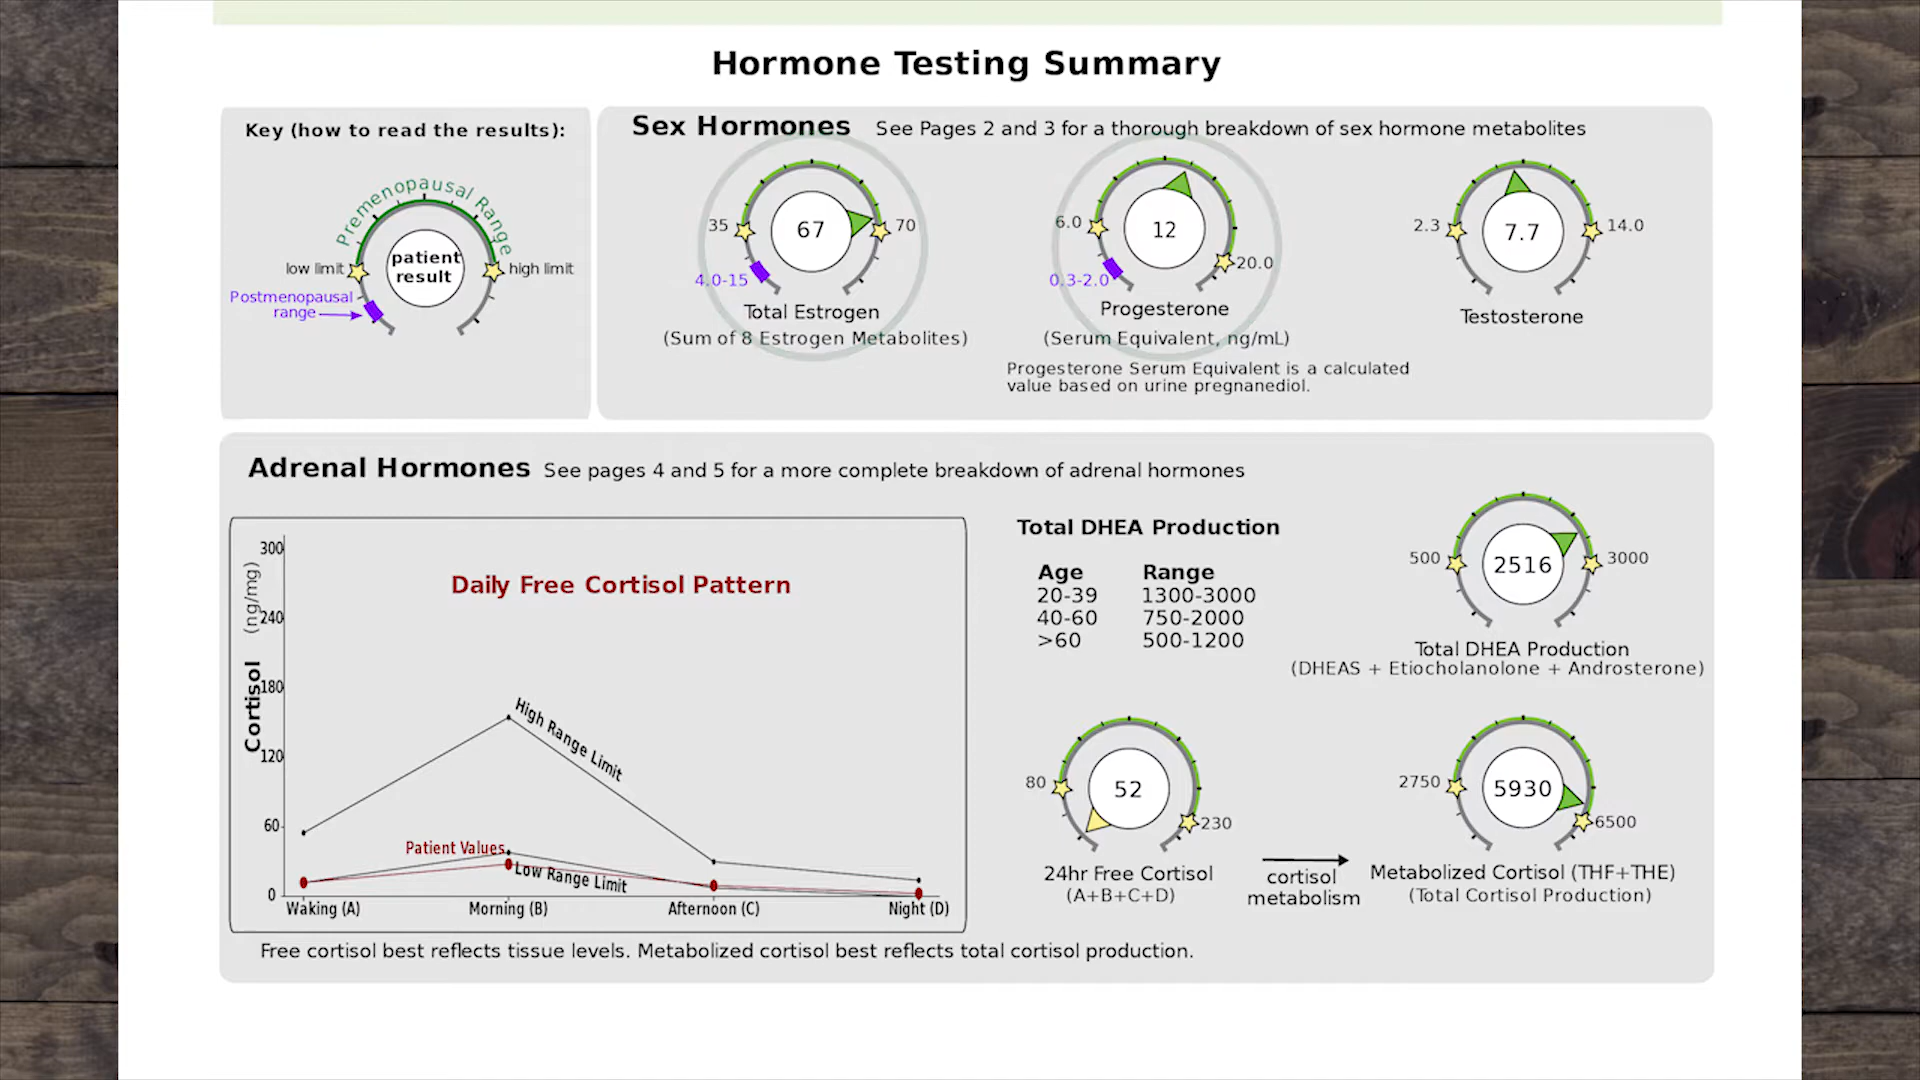 Hormone Testing Summary
Key (how to read the results):
Premenopausal Range
patient
result
low limit
high limit
Postmenopausal
range
Sex Hormones See Pages 2 and 3 for a thorough breakdown of sex hormone metabolites
35
67
70
4.0-15
Total Estrogen
(Sum of 8 Estrogen Metabolites)
6.0
12
20.0
0.3-2.0
Progesterone
(Serum Equivalent, ng/mL)
Progesterone Serum Equivalent is a calculated
value based on urine pregnanediol.
2.3
7.7
14.0
Testosterone
Adrenal Hormones See pages 4 and 5 for a more complete breakdown of adrenal hormones
Daily Free Cortisol Pattern
Cortisol (ng/mg)
300
240
180
120
60
0
High Range Limit
Patient Values
Low Range Limit
Waking (A) Morning (B) Afternoon (C) Night (D)
Total DHEA Production
Age Range
20-39 1300-3000
40-60 750-2000
>60 500-1200
500
2516
3000
Total DHEA Production
(DHEAS + Etiocholanolone + Androsterone)
80
52
230
24hr Free Cortisol
(A+B+C+D)
cortisol
metabolism
2750
5930
6500
Metabolized Cortisol (THF+THE)
(Total Cortisol Production)
Free cortisol best reflects tissue levels. Metabolized cortisol best reflects total cortisol production.